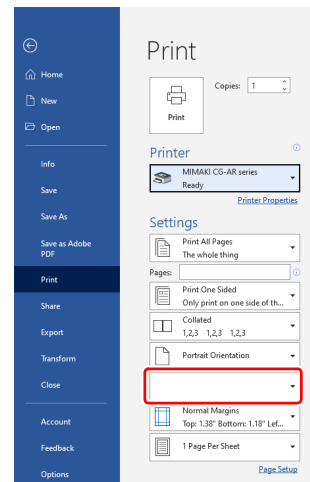 Print
Home
New
Open
Info
Save
Save As
Save as Adobe
PDF
Print
Share
Export
Transform
Close
Account
Feedback
Options
Copies: 1
Print
Printer
MIMAKI CG-AR series
Ready
Printer Properties
Settings
Print All Pages
The whole thing
Pages:
Print One Sided
Only print on one side of th...
Collated
1,2,3 1,2,3 1,2,3
Portrait Orientation
Normal Margins
Top: 1.38" Bottom: 1.18" Lef...
1 Page Per Sheet
Page Setup